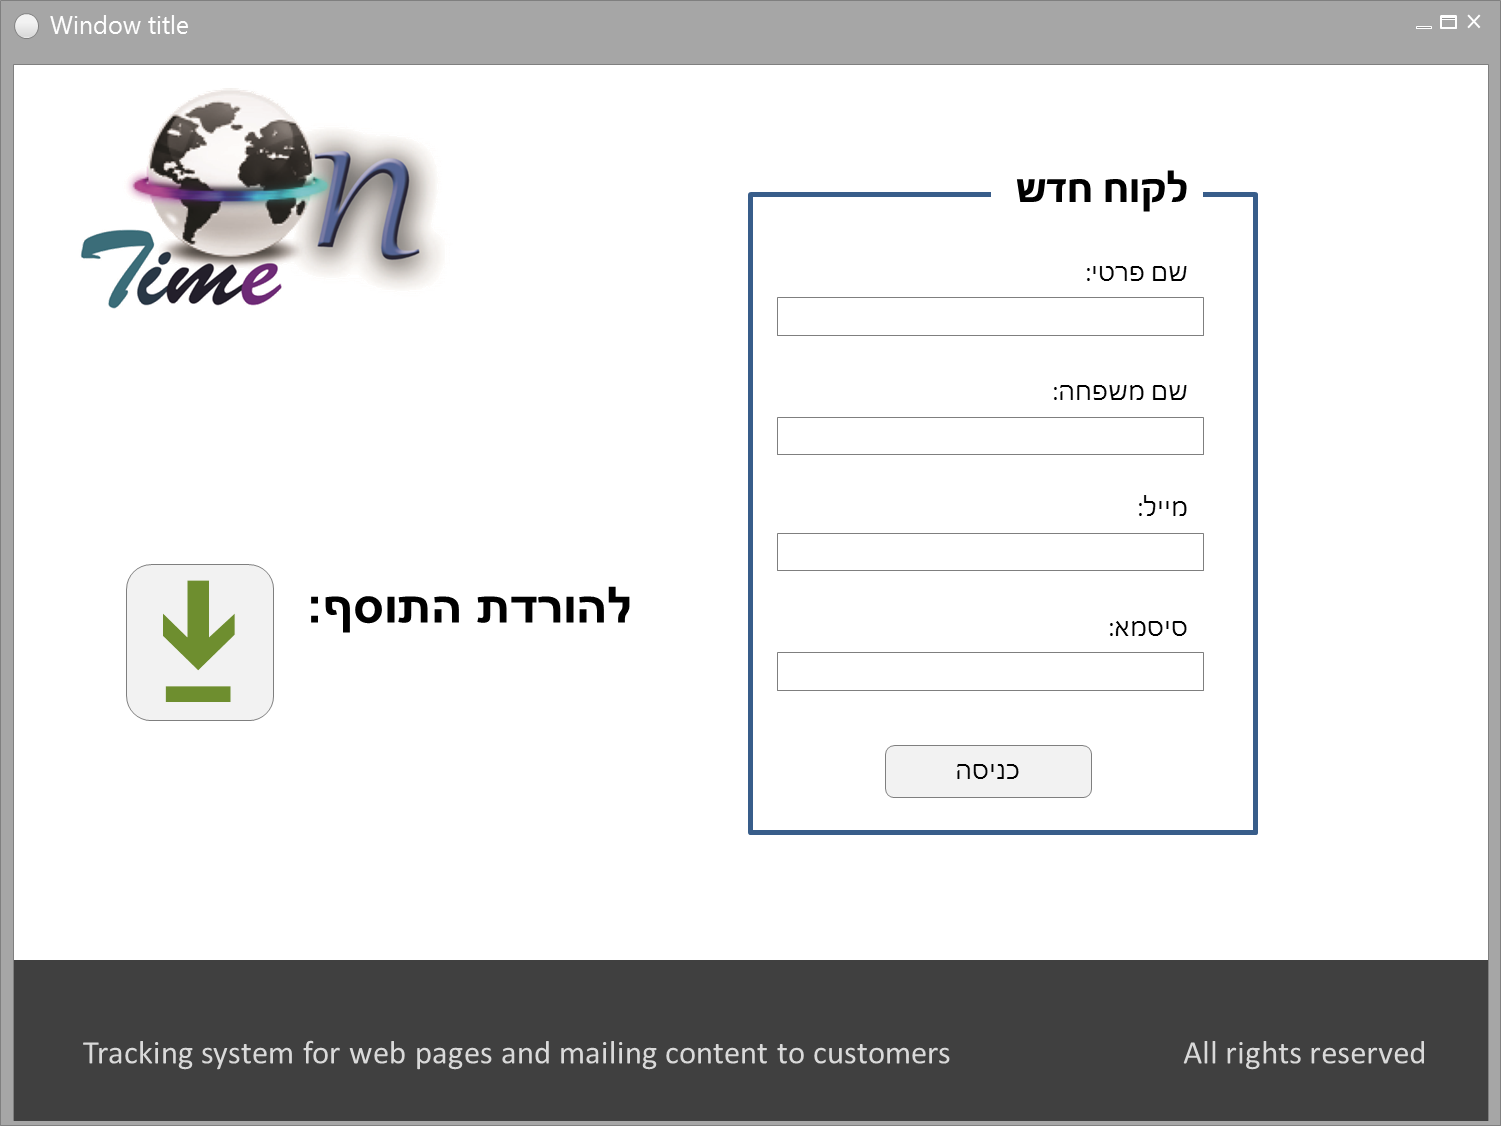 Window title
On
Time
לקוח חדש
שם פרטי:
שם משפחה:
מייל:
סיסמא:
כניסה
להורדת התוסף:
Tracking system for web pages and mailing content to customers
All rights reserved